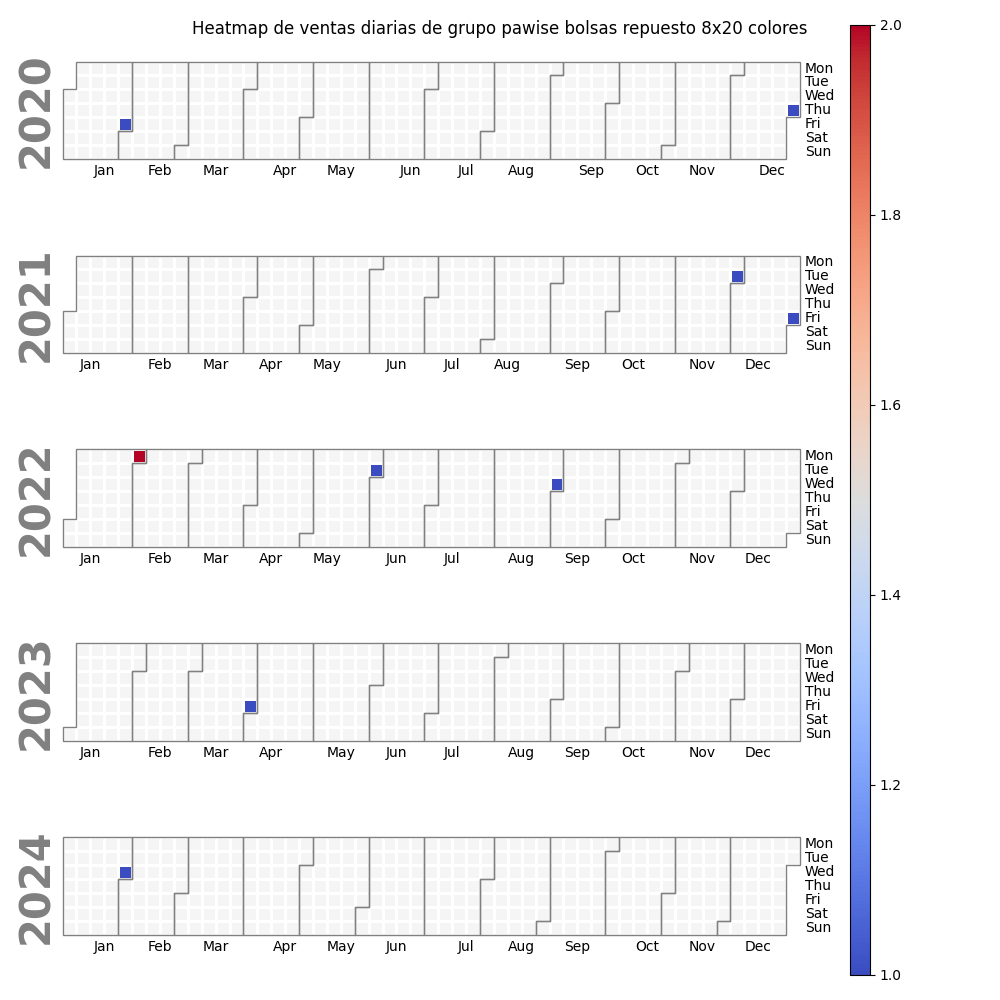 Heatmap de ventas diarias de grupo pawise bolsas repuesto 8x20 colores
2020
Mon
Tue
Wed
Thu
Fri
Sat
Sun
Jan Feb Mar Apr May Jun Jul Aug Sep Oct Nov Dec
2021
Mon
Tue
Wed
Thu
Fri
Sat
Sun
Jan Feb Mar Apr May Jun Jul Aug Sep Oct Nov Dec
2022
Mon
Tue
Wed
Thu
Fri
Sat
Sun
Jan Feb Mar Apr May Jun Jul Aug Sep Oct Nov Dec
2023
Mon
Tue
Wed
Thu
Fri
Sat
Sun
Jan Feb Mar Apr May Jun Jul Aug Sep Oct Nov Dec
2024
Mon
Tue
Wed
Thu
Fri
Sat
Sun
Jan Feb Mar Apr May Jun Jul Aug Sep Oct Nov Dec
2.0
1.8
1.6
1.4
1.2
1.0